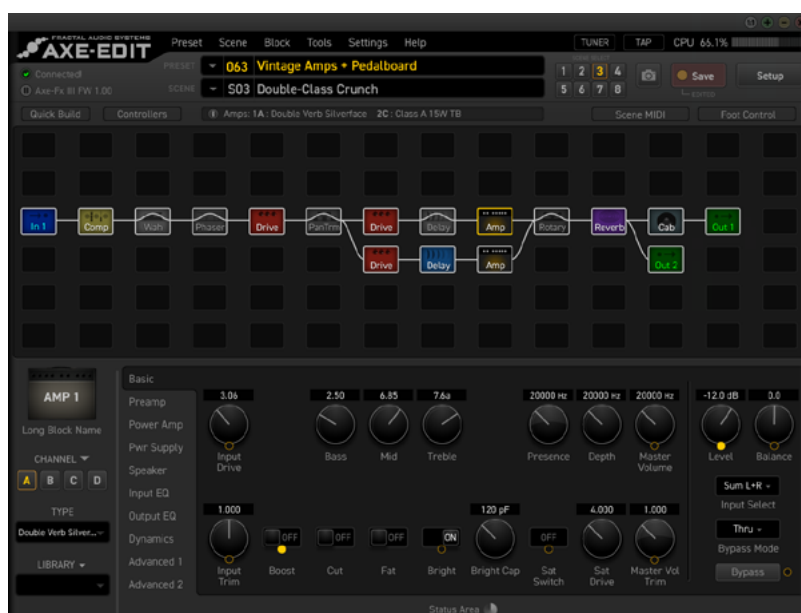 FRACTAL AUDIO SYSTEMS
AXE-EDIT
Preset Scene Block Tools Settings Help
TUNER TAP CPU 66.1%
PRESET 063 Vintage Amps + Pedalboard
SCENE S03 Double-Class Crunch
Connected!
Axe-Fx III FW 1.00
1 2 3 4
5 6 7 8
Save
EDITED
Setup
Quick Build Controllers
Amps: 1A : Double Verb Silverface 2C : Class A 15W TB
Scene MIDI Foot Control
In 1 Comp Wah Phaser Drive PanTrm Drive Delay Amp Rotary Reverb Cab Out 1
Drive Delay Amp Out 2
AMP 1
Long Block Name
CHANNEL
A B C D
TYPE
Double Verb Silver...
LIBRARY
Basic
Preamp
Power Amp
Pwr Supply
Speaker
Input EQ
Output EQ
Dynamics
Advanced 1
Advanced 2
3.06 2.50 6.85 7.60 20000 Hz 20000 Hz 20000 Hz -12.0 dB 0.0
Input Drive Bass Mid Treble Presence Depth Master Volume Level Balance
Sum L+R
Input Select
Thru
Bypass Mode
Bypass
1.000 120 pF 4.030 1.000
OFF OFF OFF ON OFF
Input Trim Boost Cut Fat Bright Bright Cap Sat Switch Sat Drive Master Vol Trim
Status Area